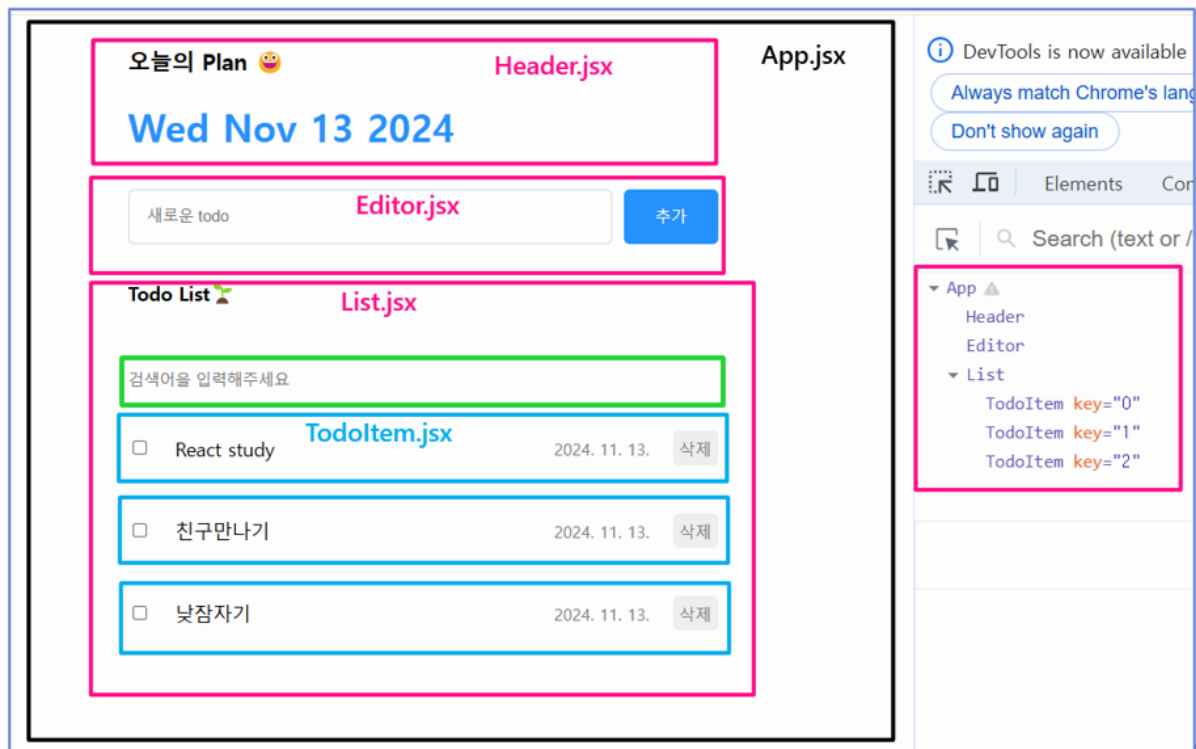 오늘의 Plan 😀
Header.jsx
App.jsx
Wed Nov 13 2024
새로운 todo
Editor.jsx
추가
Todo List🌱
List.jsx
검색어을 입력해주세요
TodoItem.jsx
React study
2024. 11. 13.
삭제
친구만나기
2024. 11. 13.
삭제
낮잠자기
2024. 11. 13.
삭제
DevTools is now available
Always match Chrome's lang
Don't show again
Elements
Con
Search (text or /
App
Header
Editor
List
TodoItem key="0"
TodoItem key="1"
TodoItem key="2"